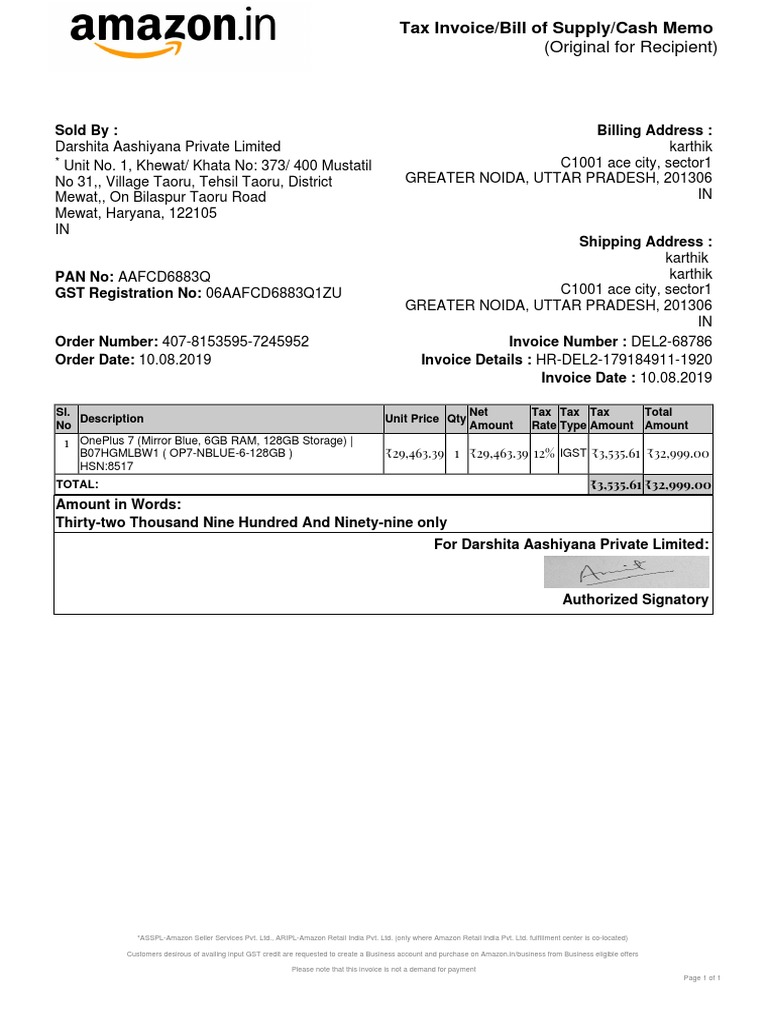 amazon.in
Tax Invoice/Bill of Supply/Cash Memo
(Original for Recipient)
Sold By :
Darshita Aashiyana Private Limited
* Unit No. 1, Khewat/ Khata No: 373/ 400 Mustatil
No 31,, Village Taoru, Tehsil Taoru, District
Mewat,, On Bilaspur Taoru Road
Mewat, Haryana, 122105
IN
Billing Address :
karthik
C1001 ace city, sector1
GREATER NOIDA, UTTAR PRADESH, 201306
IN
Shipping Address :
karthik
karthik
C1001 ace city, sector1
GREATER NOIDA, UTTAR PRADESH, 201306
IN
PAN No: AAFCD6883Q
GST Registration No: 06AAFCD6883Q1ZU
Order Number: 407-8153595-7245952
Order Date: 10.08.2019
Invoice Number : DEL2-68786
Invoice Details : HR-DEL2-179184911-1920
Invoice Date : 10.08.2019
Sl. No Description Unit Price Qty Net Amount Tax Rate Tax Type Tax Amount Total Amount
1 OnePlus 7 (Mirror Blue, 6GB RAM, 128GB Storage) | ₹29,463.39 1 ₹29,463.39 12% IGST ₹3,535.61 ₹32,999.00
B07HGMLBW1 ( OP7-NBLUE-6-128GB )
HSN:8517
TOTAL: ₹3,535.61 ₹32,999.00
Amount in Words:
Thirty-two Thousand Nine Hundred And Ninety-nine only
For Darshita Aashiyana Private Limited:
Amit
Authorized Signatory
*ASSPL-Amazon Seller Services Pvt. Ltd., ARIPL-Amazon Retail India Pvt. Ltd. (only where Amazon Retail India Pvt. Ltd. fulfillment center is co-located)
Customers desirous of availing input GST credit are requested to create a Business account and purchase on Amazon.in/business from Business eligible offers
Please note that this invoice is not a demand for payment
Page 1 of 1